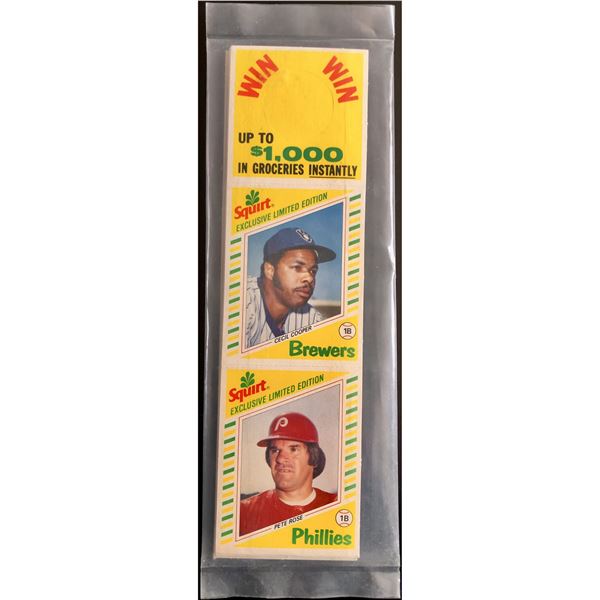 WIN WIN
UP TO
$1,000
IN GROCERIES INSTANTLY
Squirt®
EXCLUSIVE LIMITED EDITION
CECIL COOPER
1B
Brewers
Squirt®
EXCLUSIVE LIMITED EDITION
P
PETE ROSE
1B
Phillies